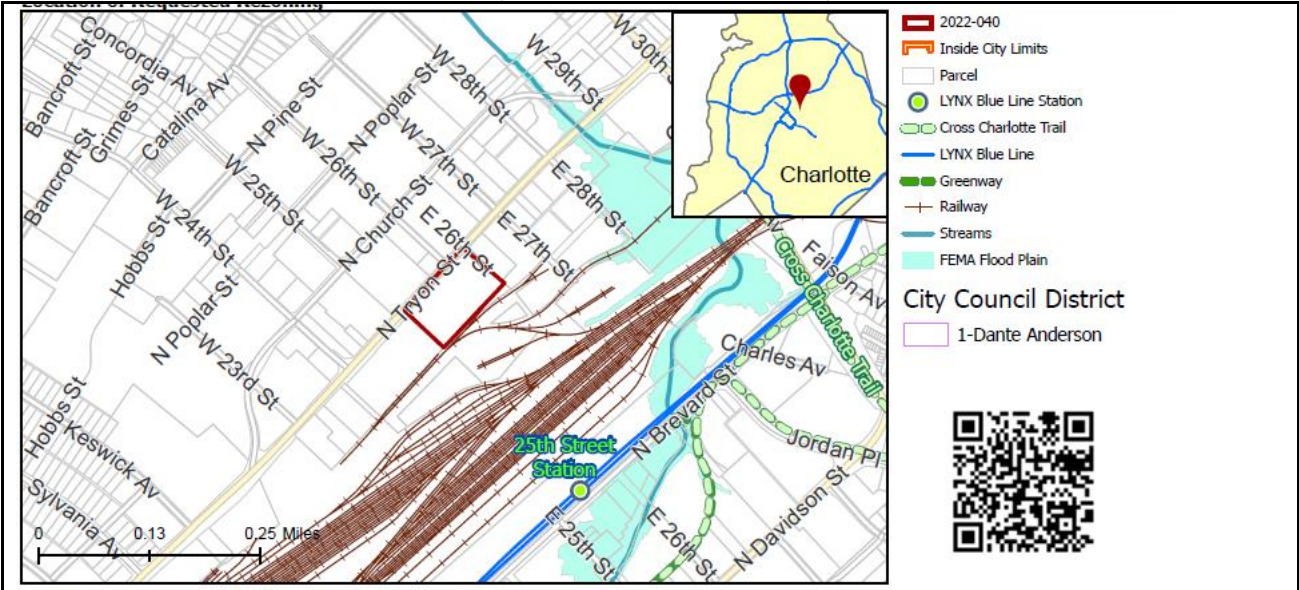 Location of Requested Rezoning
Concordia Av
Bancroft St
Grimes St
Catalina Av
N Pine St
N Poplar St
W 28th St
W 29th St
W 30th St
Bancroft St
W 26th St
W 27th St
W 25th St
E 28th St
W 24th St
N Church St
E 26th St
E 27th St
Hobbs St
N Tryon St
N Poplar St
W 23rd St
Hobbs St
Keswick Av
Sylvania Av
Charlotte
Faison Av
Cross Charlotte Trail
Charles Av
N Brevard St
Jordan Pl
25th Street
Station
E 25th St
E 26th St
N Davidson St
0 0.13 0.25 Miles
2022-040
Inside City Limits
Parcel
LYNX Blue Line Station
Cross Charlotte Trail
LYNX Blue Line
Greenway
Railway
Streams
FEMA Flood Plain
City Council District
1-Dante Anderson